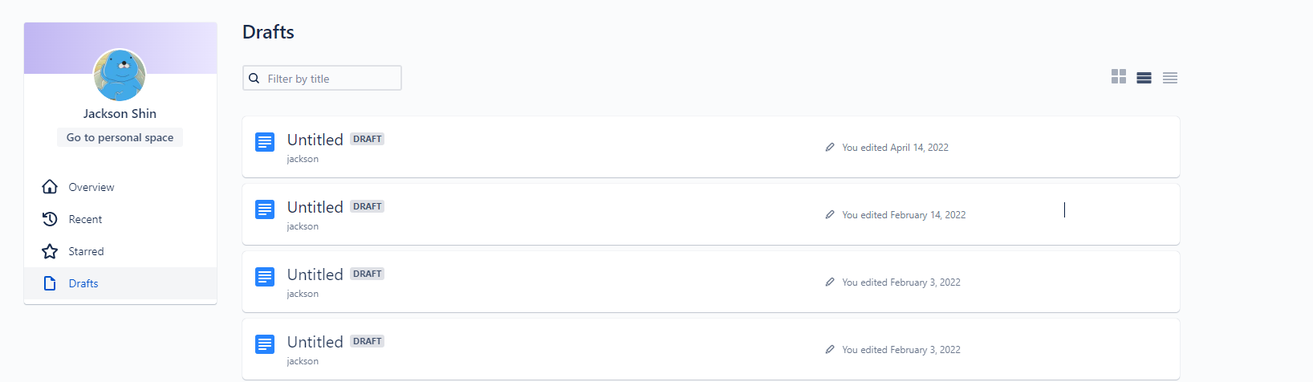 Jackson Shin
Go to personal space
Overview
Recent
Starred
Drafts
Drafts
Filter by title
Untitled DRAFT
jackson
You edited April 14, 2022
Untitled DRAFT
jackson
You edited February 14, 2022
Untitled DRAFT
jackson
You edited February 3, 2022
Untitled DRAFT
jackson
You edited February 3, 2022